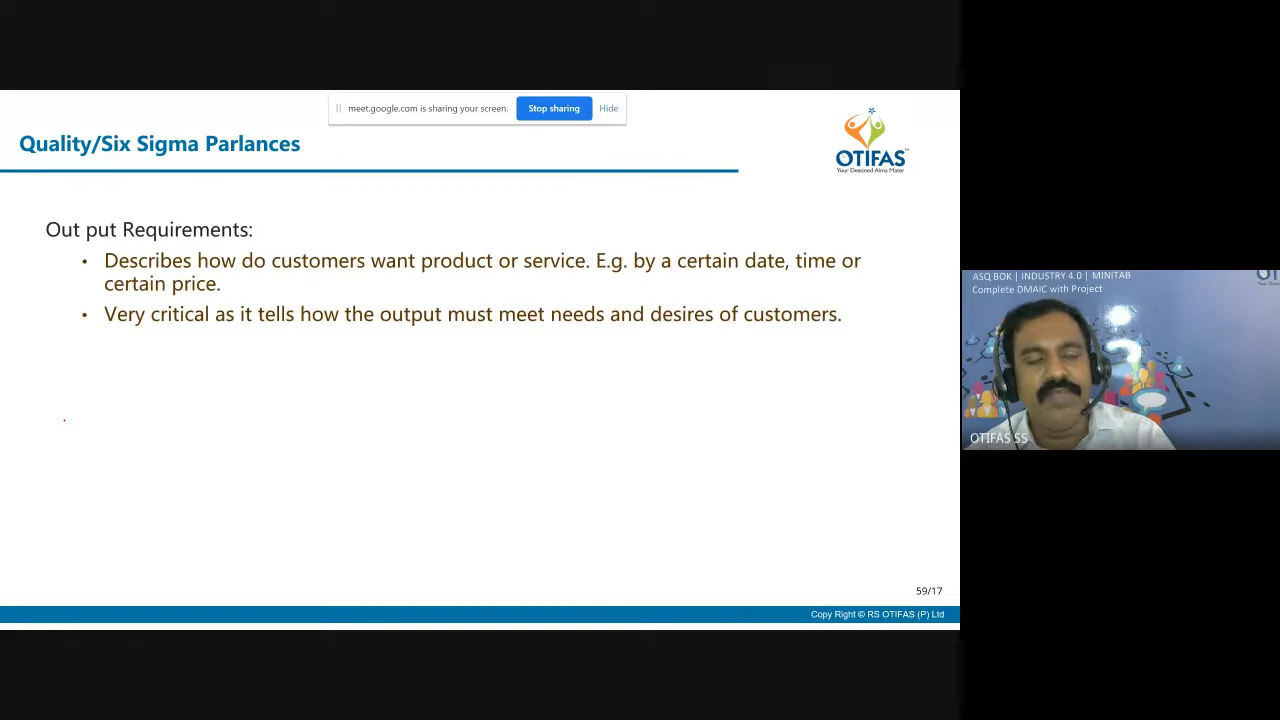 meet.google.com is sharing your screen.
Stop sharing
Hide
Quality/Six Sigma Parlances
OTIFAS
Your Destined Alma Mater
Out put Requirements:
• Describes how do customers want product or service. E.g. by a certain date, time or
certain price.
• Very critical as it tells how the output must meet needs and desires of customers.
ASQ BOK | INDUSTRY 4.0 | MINITAB
Complete DMAIC with Project
OTIFAS SS
59/17
Copy Right © RS OTIFAS (P) Ltd